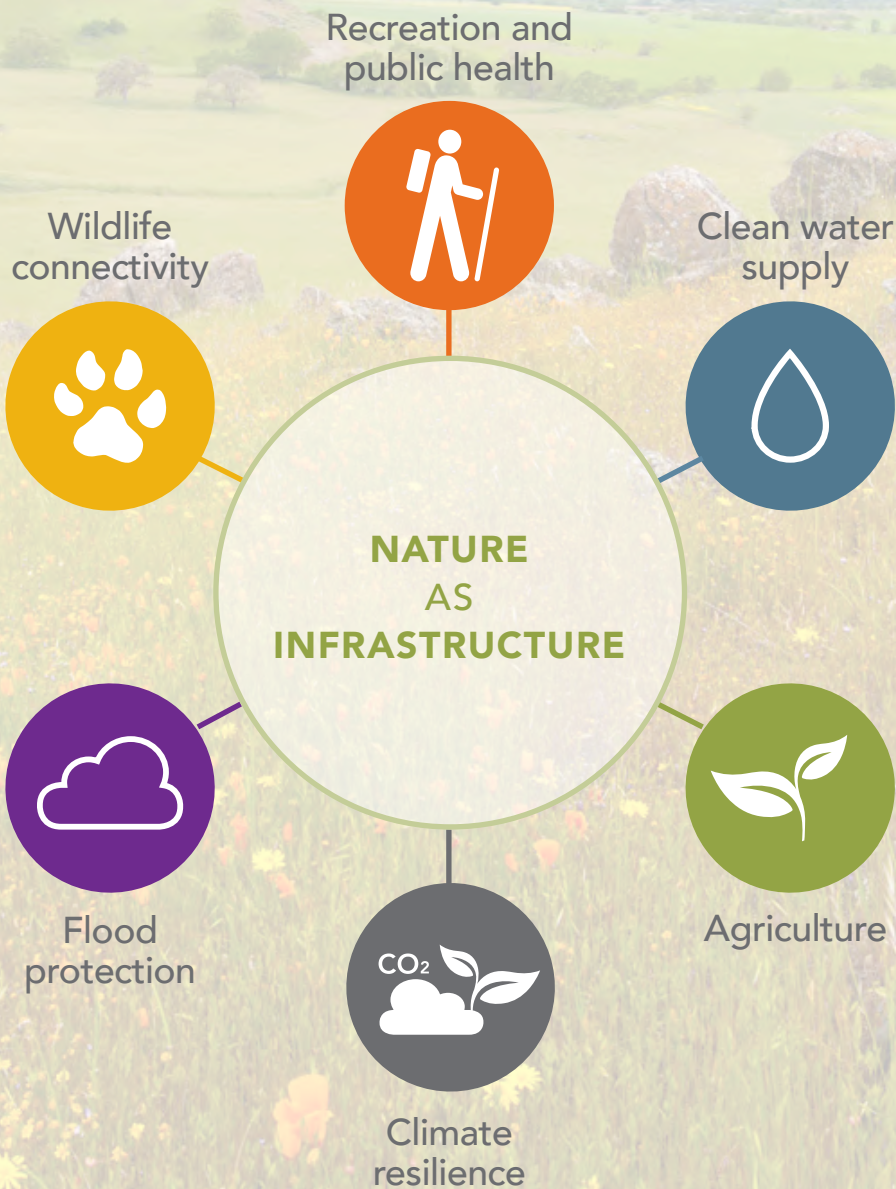 Recreation and
public health
Wildlife
connectivity
Clean water
supply
NATURE
AS
INFRASTRUCTURE
Flood
protection
Agriculture
CO₂
Climate
resilience